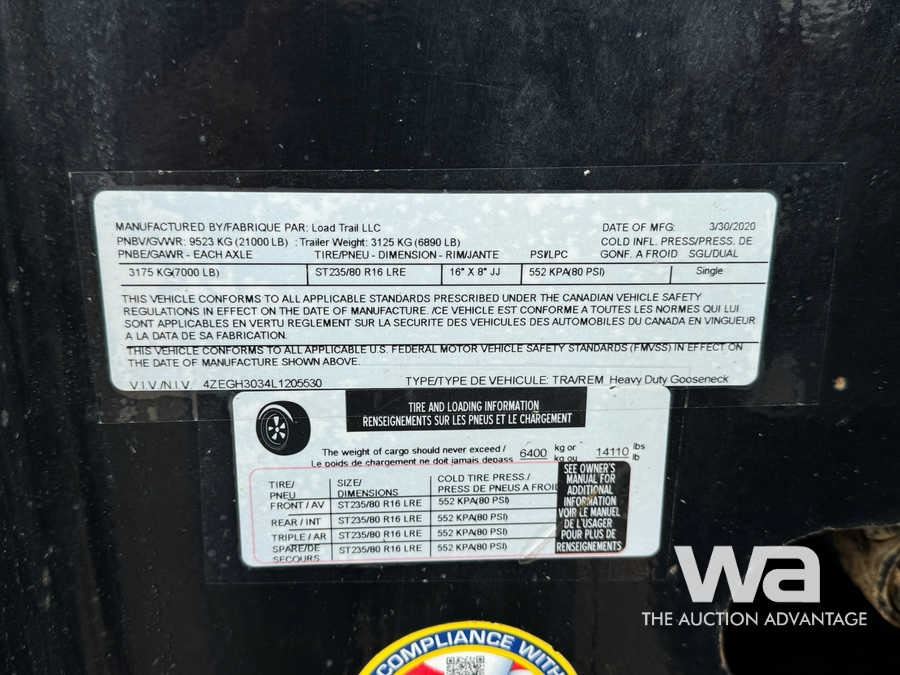 MANUFACTURED BY/FABRIQUE PAR: Load Trail LLC DATE OF MFG: 3/30/2020
PNBV/GVWR: 9523 KG (21000 LB) : Trailer Weight: 3125 KG (6890 LB) COLD INFL. PRESS/PRESS. DE
PNBE/GAWR - EACH AXLE TIRE/PNEU - DIMENSION - RIM/JANTE PSI/LPC GONF. A FROID SGL/DUAL
3175 KG(7000 LB) ST235/80 R16 LRE 16" X 8" JJ 552 KPA(80 PSI) Single
THIS VEHICLE CONFORMS TO ALL APPLICABLE STANDARDS PRESCRIBED UNDER THE CANADIAN VEHICLE SAFETY
REGULATIONS IN EFFECT ON THE DATE OF MANUFACTURE. /CE VEHICLE EST CONFORME A TOUTES LES NORMES QUI LUI
SONT APPLICABLES EN VERTU REGLEMENT SUR LA SECURITE DES VEHICULES DES AUTOMOBILES DU CANADA EN VINGUEUR
A LA DATA DE SA FABRICATION.
THIS VEHICLE CONFORMS TO ALL APPLICABLE U.S. FEDERAL MOTOR VEHICLE SAFETY STANDARDS (FMVSS) IN EFFECT ON
THE DATE OF MANUFACTURE SHOWN ABOVE.
V I V / N I V 4ZEGH3034L1205530 TYPE/TYPE DE VEHICULE: TRA/REM Heavy Duty Gooseneck
TIRE AND LOADING INFORMATION
RENSEIGNEMENTS SUR LES PNEUS ET LE CHARGEMENT
The weight of cargo should never exceed / 6400 kg or 14110 lbs
Le poids de chargement ne doit jamais depass kg ou lb
TIRE/ SIZE/ COLD TIRE PRESS./
PNEU DIMENSIONS PRESS DE PNEUS A FROI
FRONT / AV ST235/80 R16 LRE 552 KPA(80 PSI)
REAR / INT ST235/80 R16 LRE 552 KPA(80 PSI)
TRIPLE / AR ST235/80 R16 LRE 552 KPA(80 PSI)
SPARE/DE ST235/80 R16 LRE 552 KPA(80 PSI)
SECOURS
SEE OWNER'S
MANUAL FOR
ADDITIONAL
INFORMATION
VOIR LE MANUEL
DE L'USAGER
POUR PLUS DE
RENSEIGNEMENTS
wa
THE AUCTION ADVANTAGE
COMPLIANCE WITH